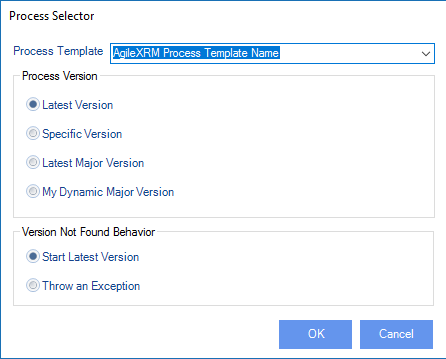 Process Selector
Process Template AgileXRM Process Template Name
Process Version
Latest Version
Specific Version
Latest Major Version
My Dynamic Major Version
Version Not Found Behavior
Start Latest Version
Throw an Exception
OK Cancel